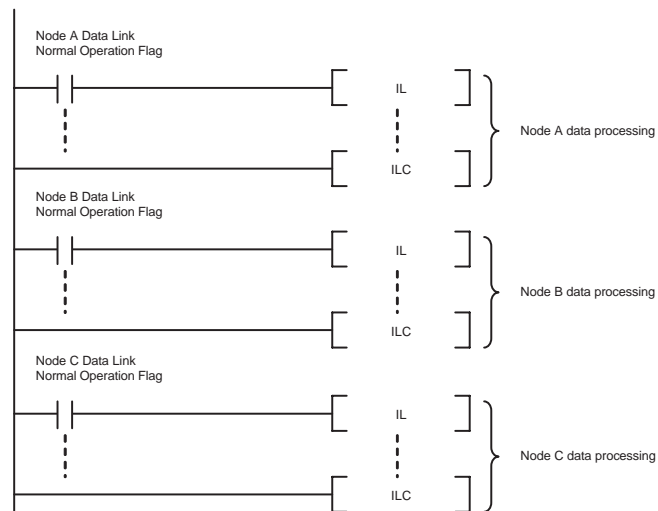 Node A Data Link
Normal Operation Flag
IL
Node A data processing
ILC
Node B Data Link
Normal Operation Flag
IL
Node B data processing
ILC
Node C Data Link
Normal Operation Flag
IL
Node C data processing
ILC